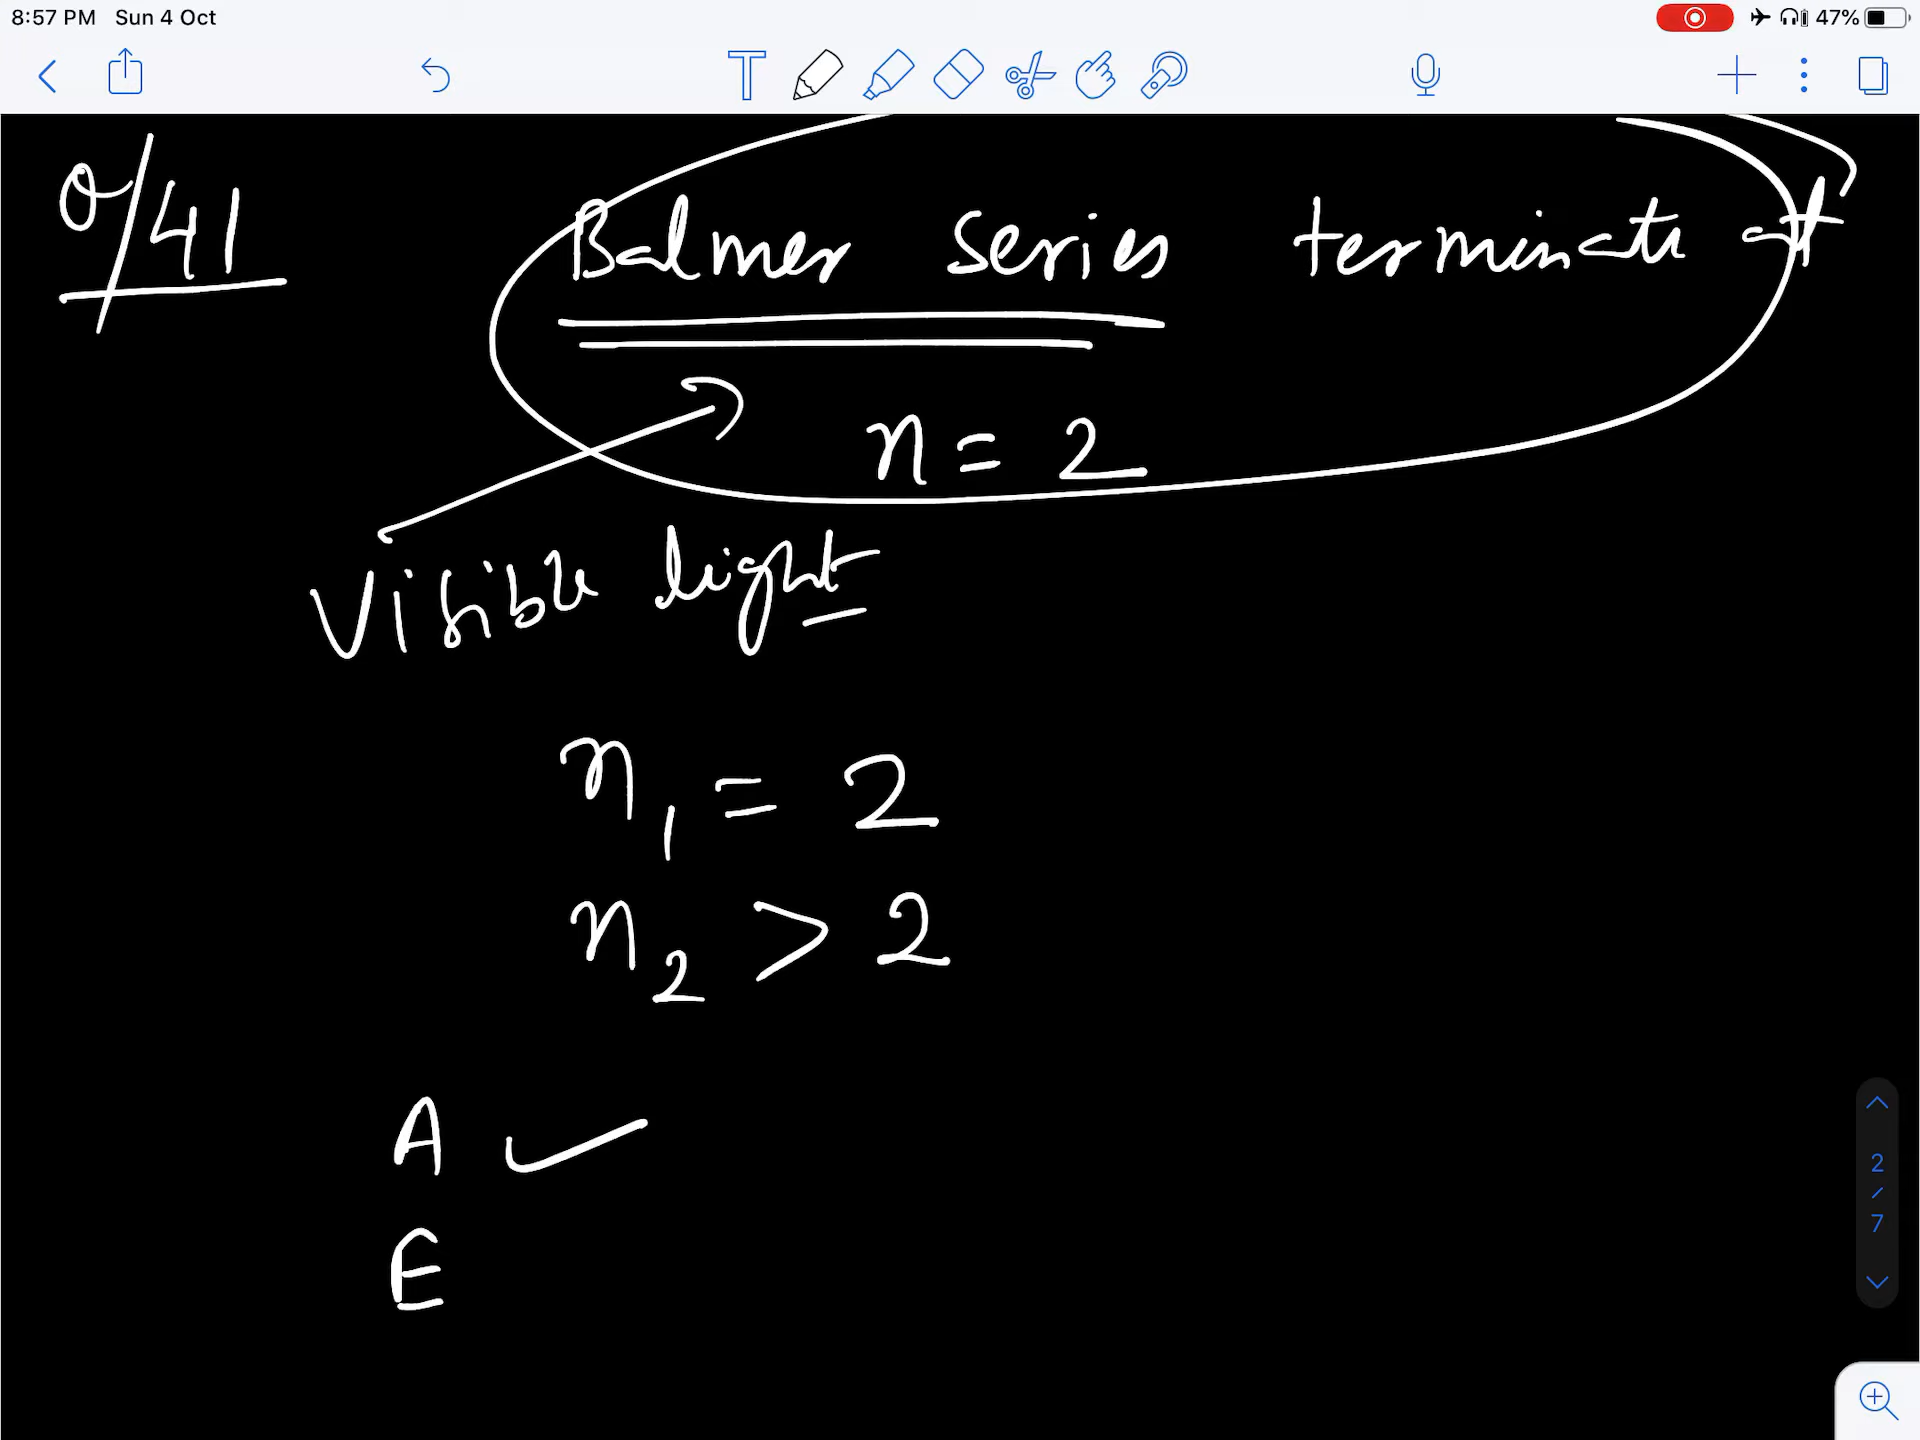 8:57 PM Sun 4 Oct
47%
T
Q/41
Balmer series terminate at
n = 2
Visible light
n₁ = 2
n₂ > 2
A ✓
E
2
/
7